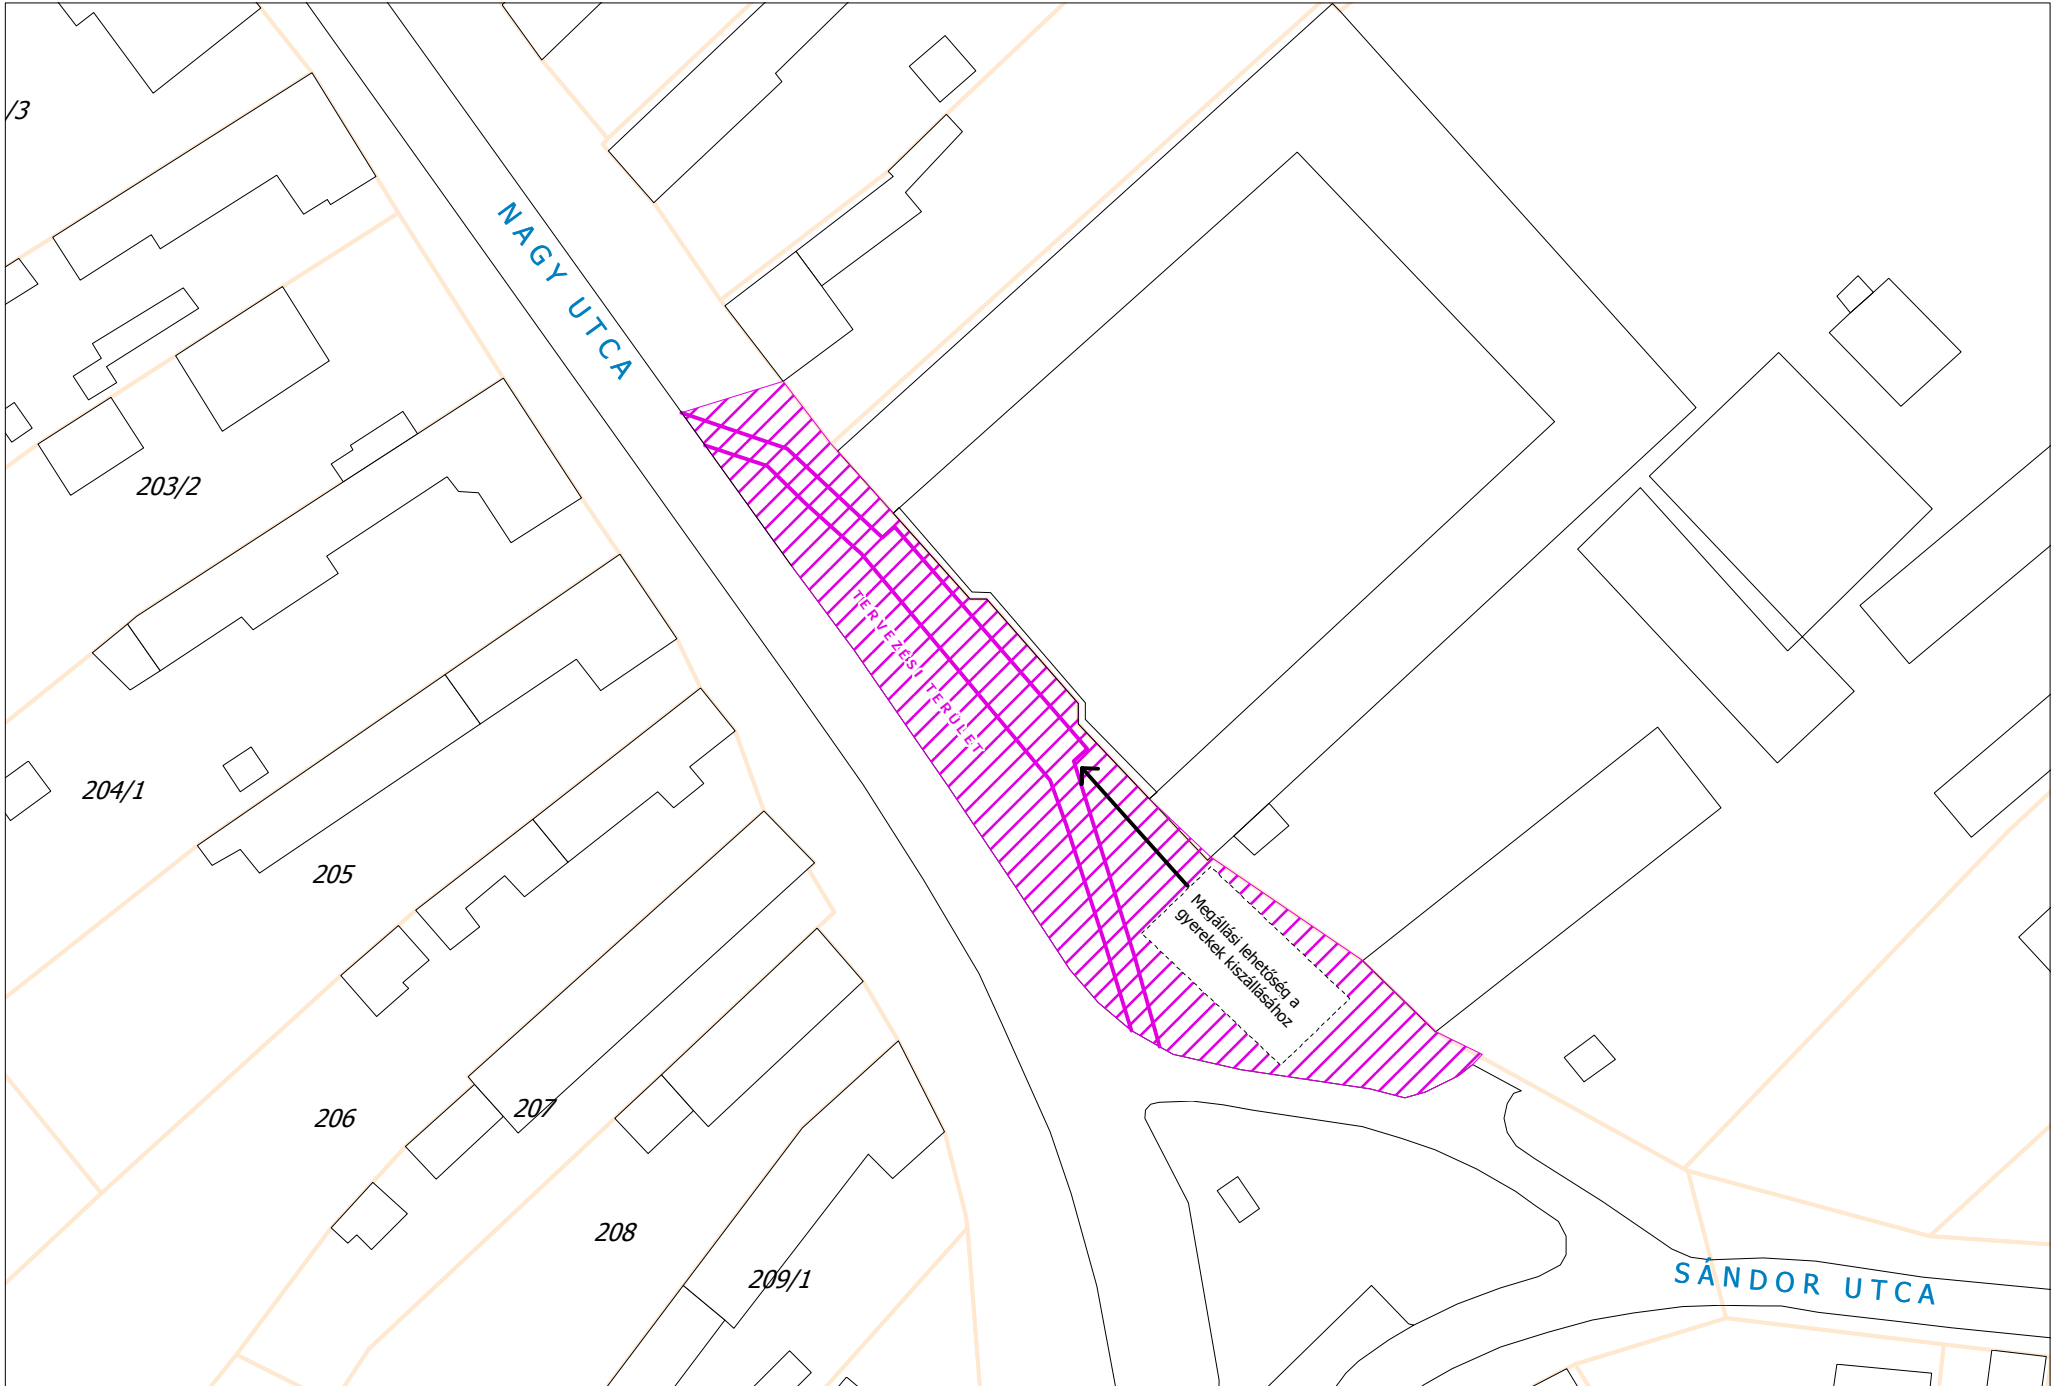 /3
NAGY UTCA
203/2
TERVEZÉSI TERÜLET
204/1
205
Megállási lehetőség a
gyerekek kiszállásához
206
207
208
209/1
SÁNDOR UTCA